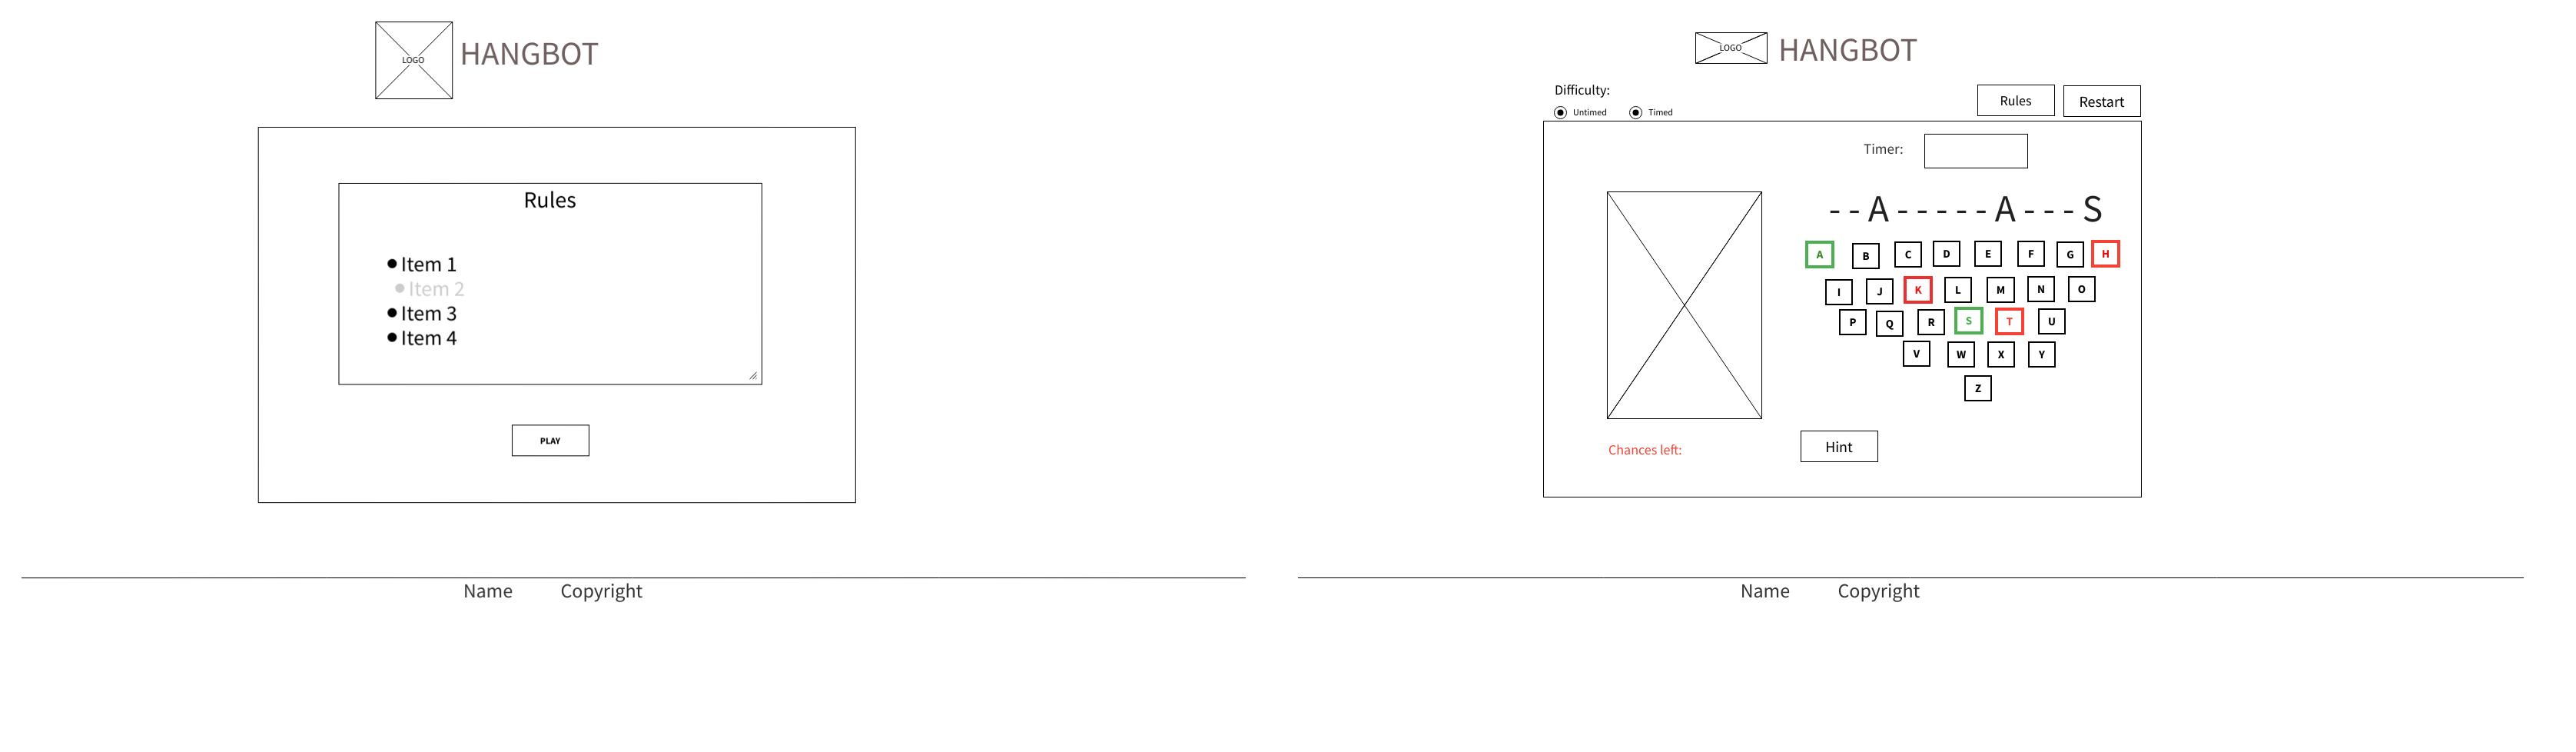 LOGO
HANGBOT
Rules
Item 1
Item 2
Item 3
Item 4
PLAY
Name Copyright
LOGO
HANGBOT
Difficulty:
Untimed Timed
Rules Restart
Timer:
--A-----A---S
A B C D E F G H
I J K L M N O
P Q R S T U
V W X Y
Z
Chances left:
Hint
Name Copyright